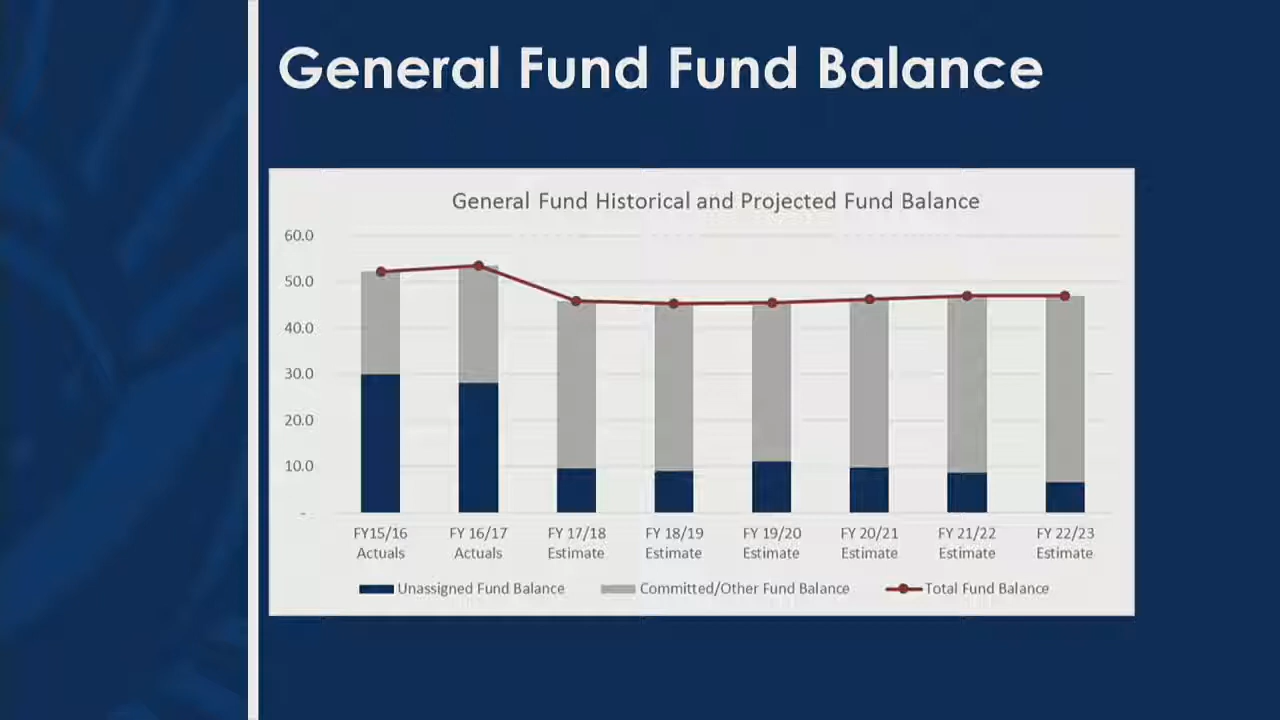 General Fund Fund Balance
General Fund Historical and Projected Fund Balance
60.0
50.0
40.0
30.0
20.0
10.0
-
FY15/16 FY 16/17 FY 17/18 FY 18/19 FY 19/20 FY 20/21 FY 21/22 FY 22/23
Actuals Actuals Estimate Estimate Estimate Estimate Estimate Estimate
Unassigned Fund Balance Committed/Other Fund Balance Total Fund Balance